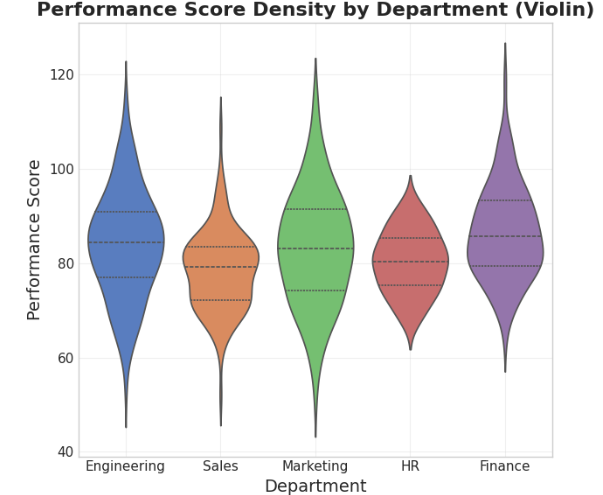 Performance Score Density by Department (Violin)
Performance Score
120
100
80
60
40
Engineering
Sales
Marketing
HR
Finance
Department